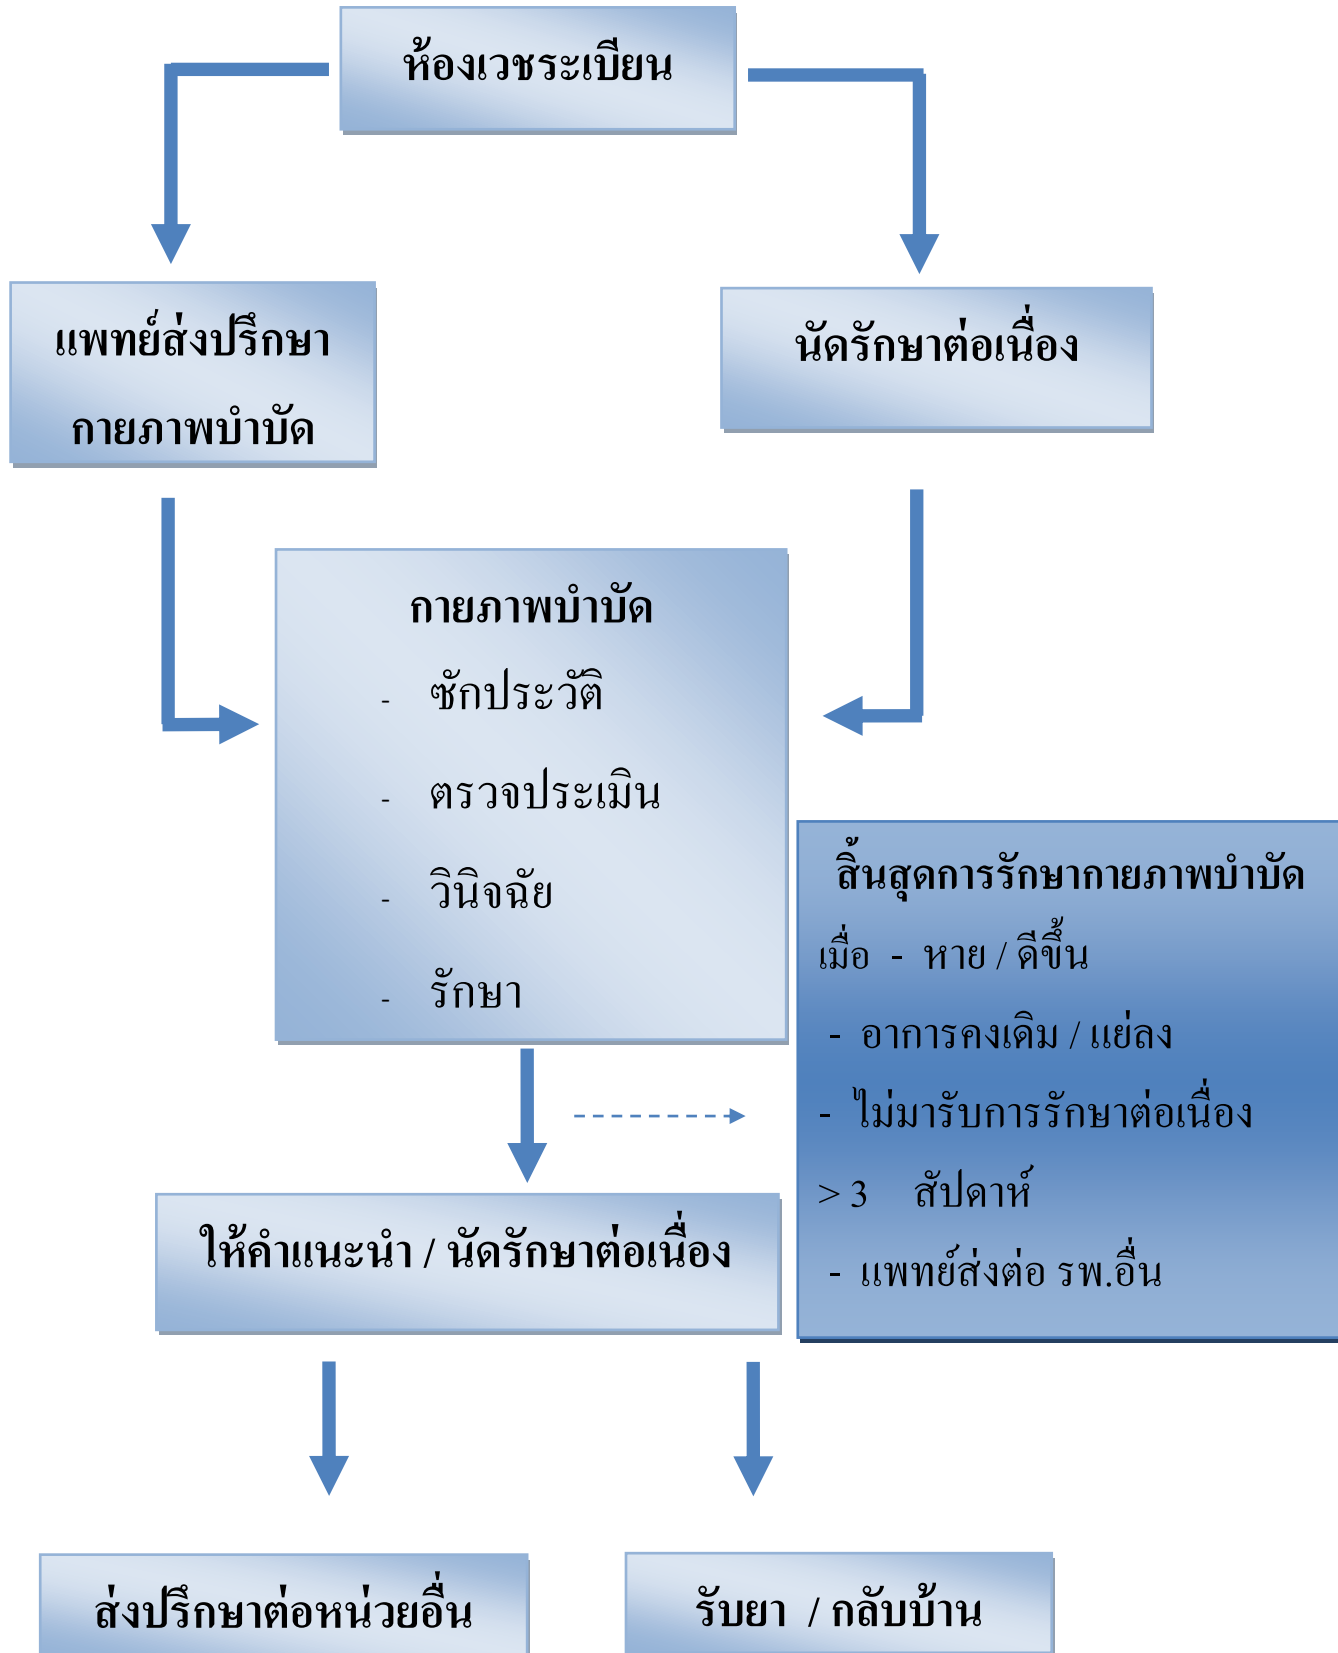 ห้องเวชระเบียน
แพทย์ส่งปรึกษา
กายภาพบำบัด
นัดรักษาต่อเนื่อง
กายภาพบำบัด
- ซักประวัติ
- ตรวจประเมิน
- วินิจฉัย
- รักษา
สิ้นสุดการรักษากายภาพบำบัด
เมื่อ - หาย / ดีขึ้น
- อาการคงเดิม / แย่ลง
- ไม่มารับการรักษาต่อเนื่อง
> 3 สัปดาห์
- แพทย์ส่งต่อ รพ.อื่น
ให้คำแนะนำ / นัดรักษาต่อเนื่อง
ส่งปรึกษาต่อหน่วยอื่น
รับยา / กลับบ้าน